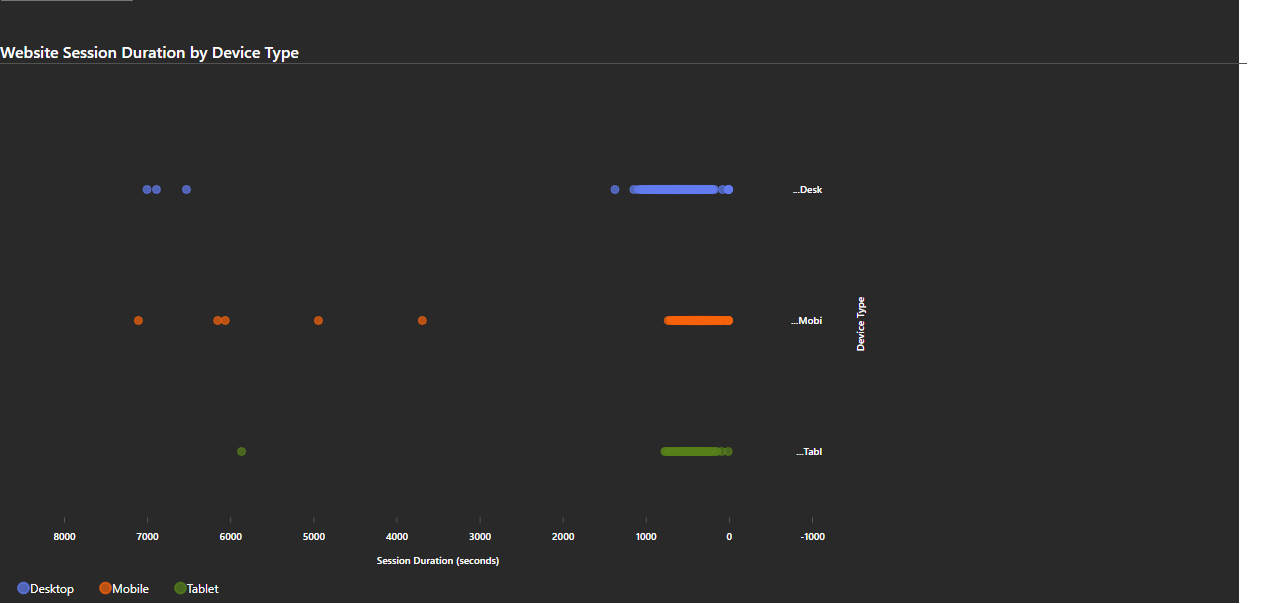 Website Session Duration by Device Type
...Desk
...Mobi
Device Type
...Tabl
8000 7000 6000 5000 4000 3000 2000 1000 0 -1000
Session Duration (seconds)
Desktop Mobile Tablet